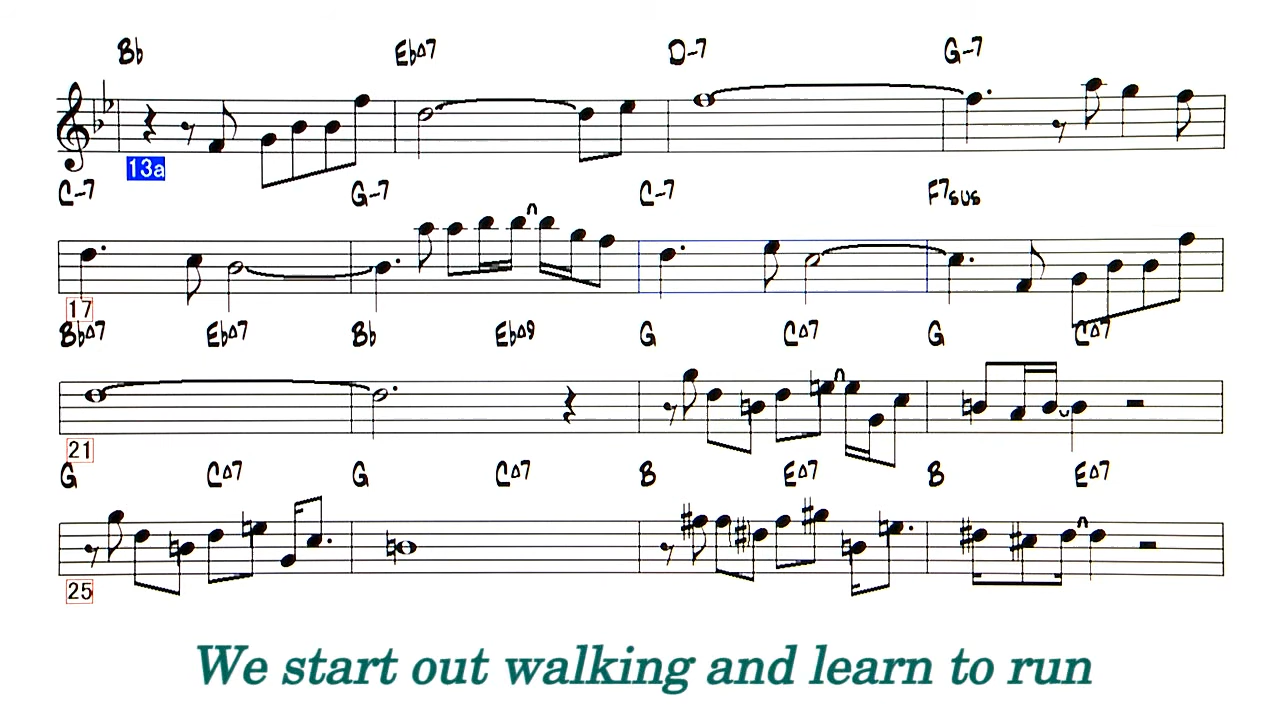 Bb Eb△7 D-7 G-7
13a
C-7 G-7 C-7 F7sus
17
Bb△7 Eb△7 Bb Eb△9 G C△7 G C△7
21
G C△7 G C△7 B E△7 B E△7
25
We start out walking and learn to run